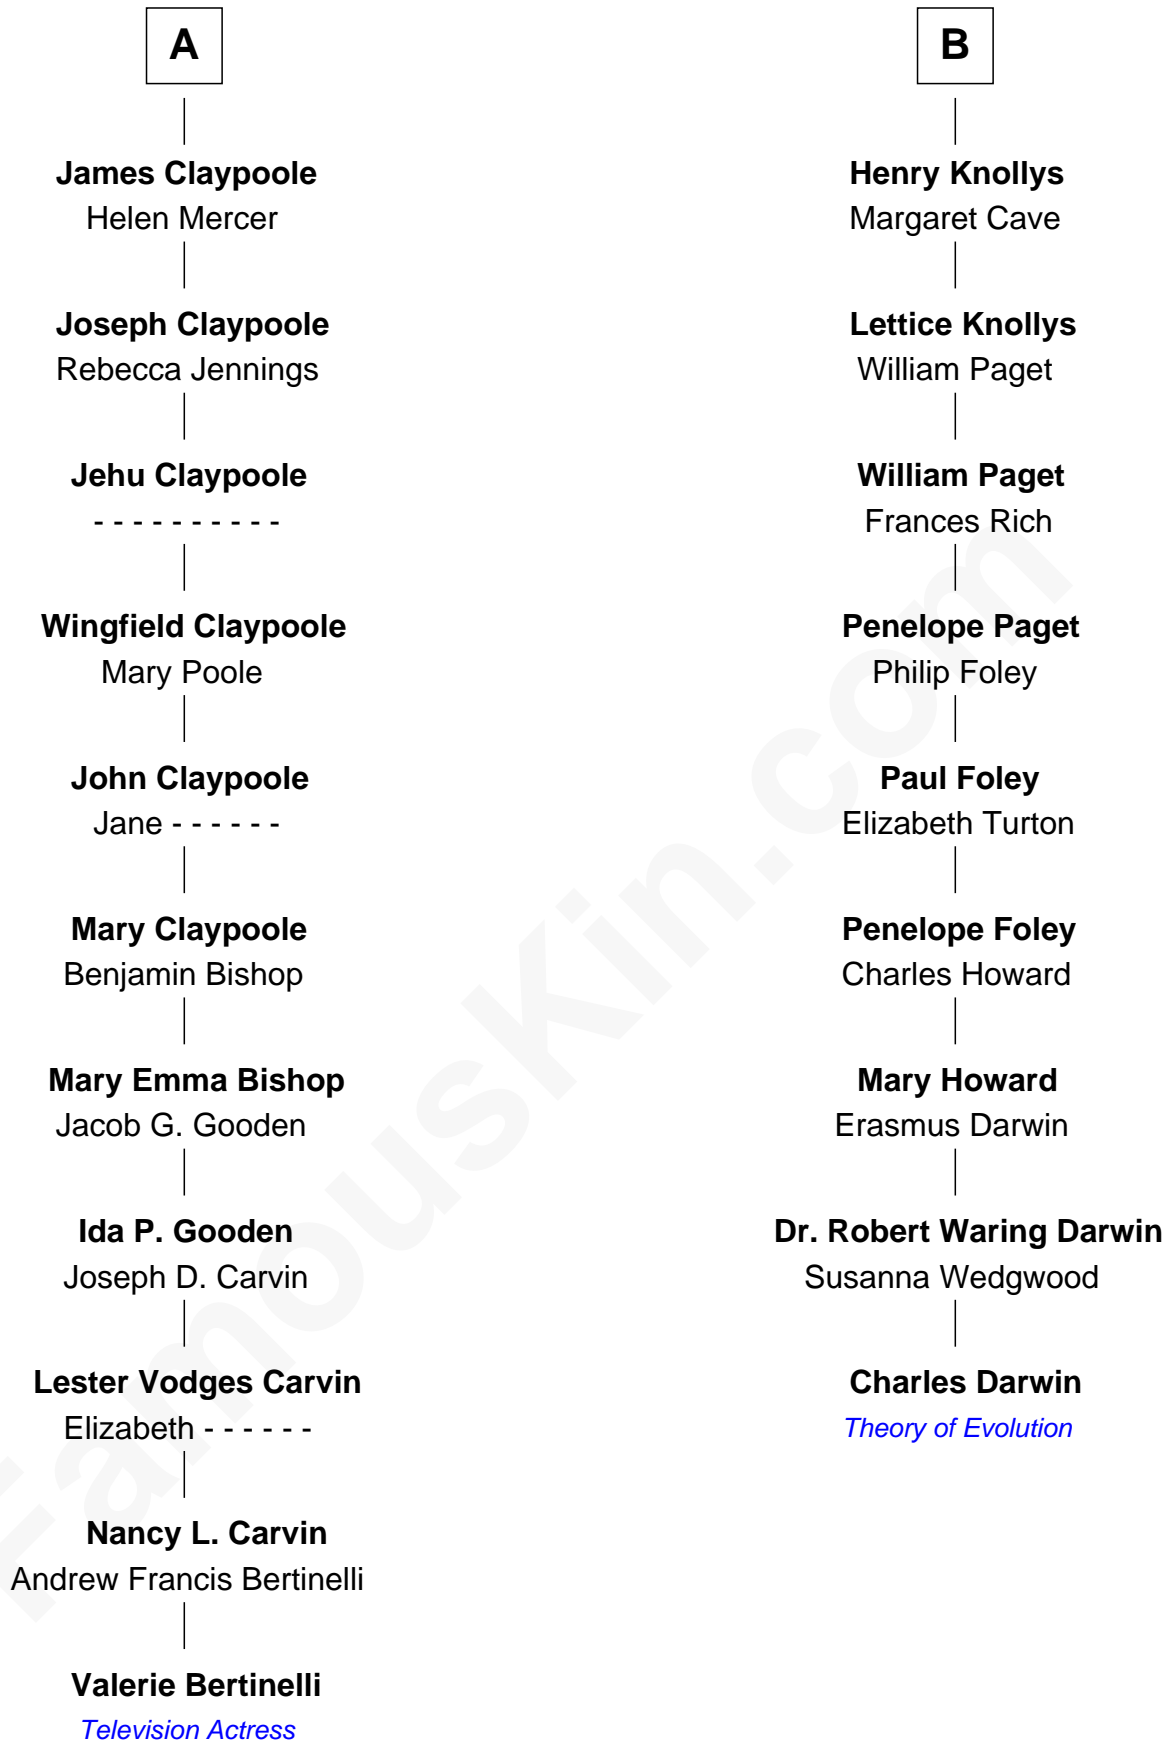 A
James Claypoole
Helen Mercer
Joseph Claypoole
Rebecca Jennings
Jehu Claypoole
- - - - - - - - - -
Wingfield Claypoole
Mary Poole
John Claypoole
Jane - - - - - -
Mary Claypoole
Benjamin Bishop
Mary Emma Bishop
Jacob G. Gooden
Ida P. Gooden
Joseph D. Carvin
Lester Vodges Carvin
Elizabeth - - - - - -
Nancy L. Carvin
Andrew Francis Bertinelli
Valerie Bertinelli
Television Actress
B
Henry Knollys
Margaret Cave
Lettice Knollys
William Paget
William Paget
Frances Rich
Penelope Paget
Philip Foley
Paul Foley
Elizabeth Turton
Penelope Foley
Charles Howard
Mary Howard
Erasmus Darwin
Dr. Robert Waring Darwin
Susanna Wedgwood
Charles Darwin
Theory of Evolution
FamousKin.com